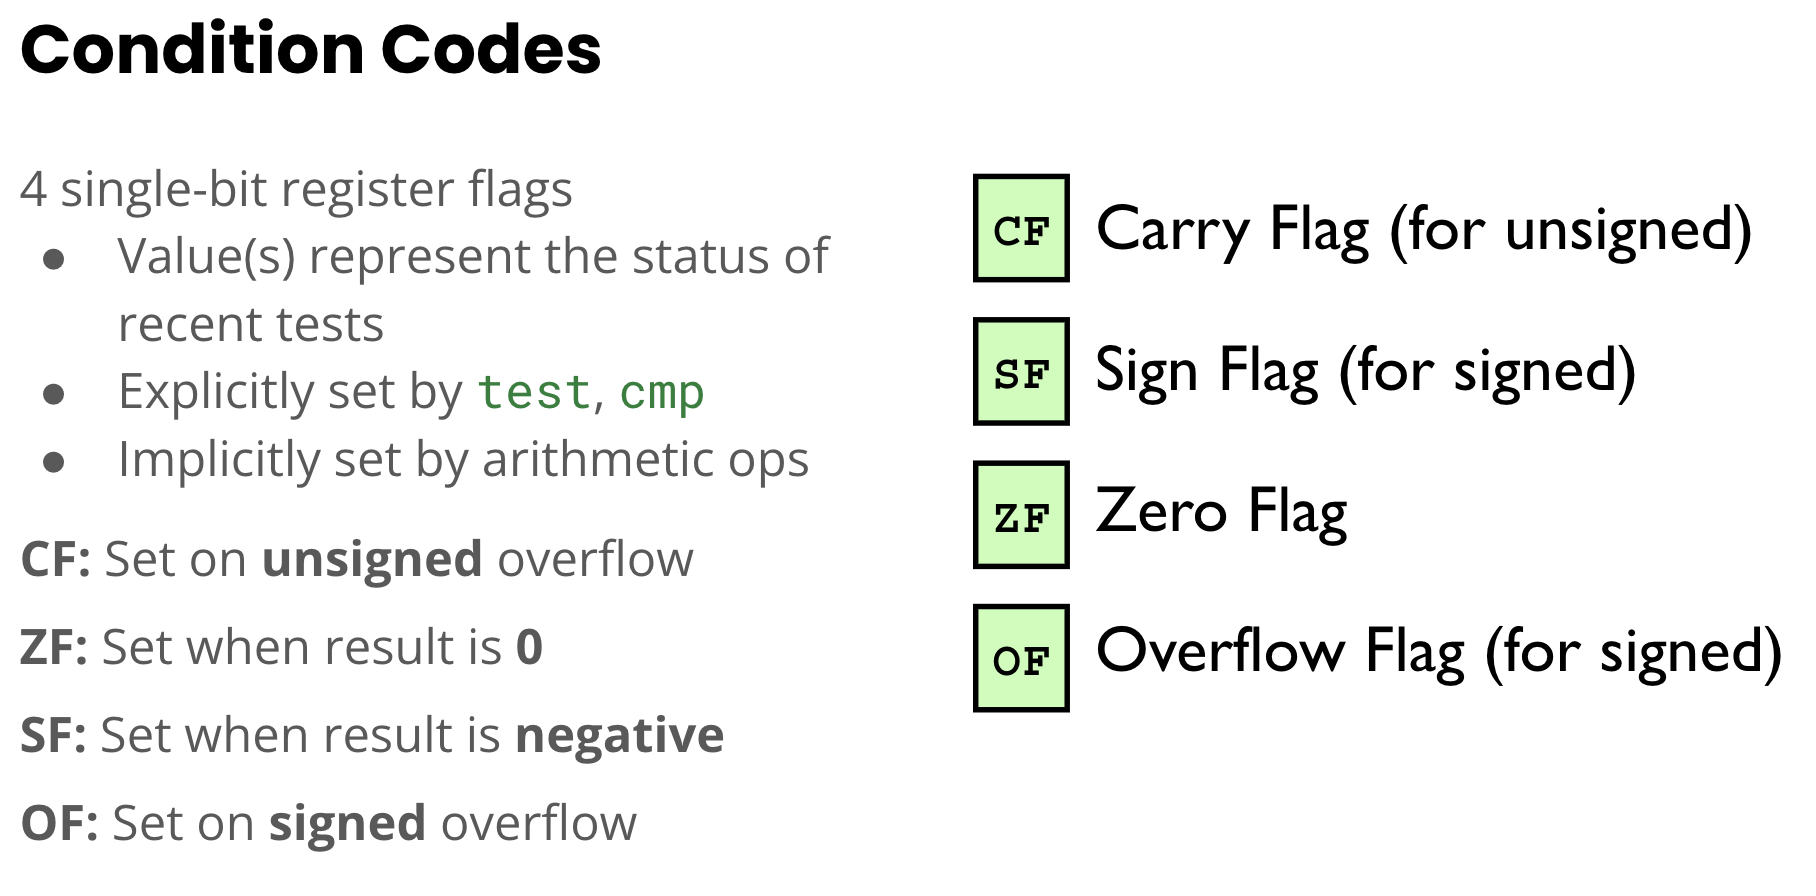 Condition Codes
4 single-bit register flags
● Value(s) represent the status of
recent tests
● Explicitly set by test, cmp
● Implicitly set by arithmetic ops
CF: Set on unsigned overflow
ZF: Set when result is 0
SF: Set when result is negative
OF: Set on signed overflow
CF Carry Flag (for unsigned)
SF Sign Flag (for signed)
ZF Zero Flag
OF Overflow Flag (for signed)